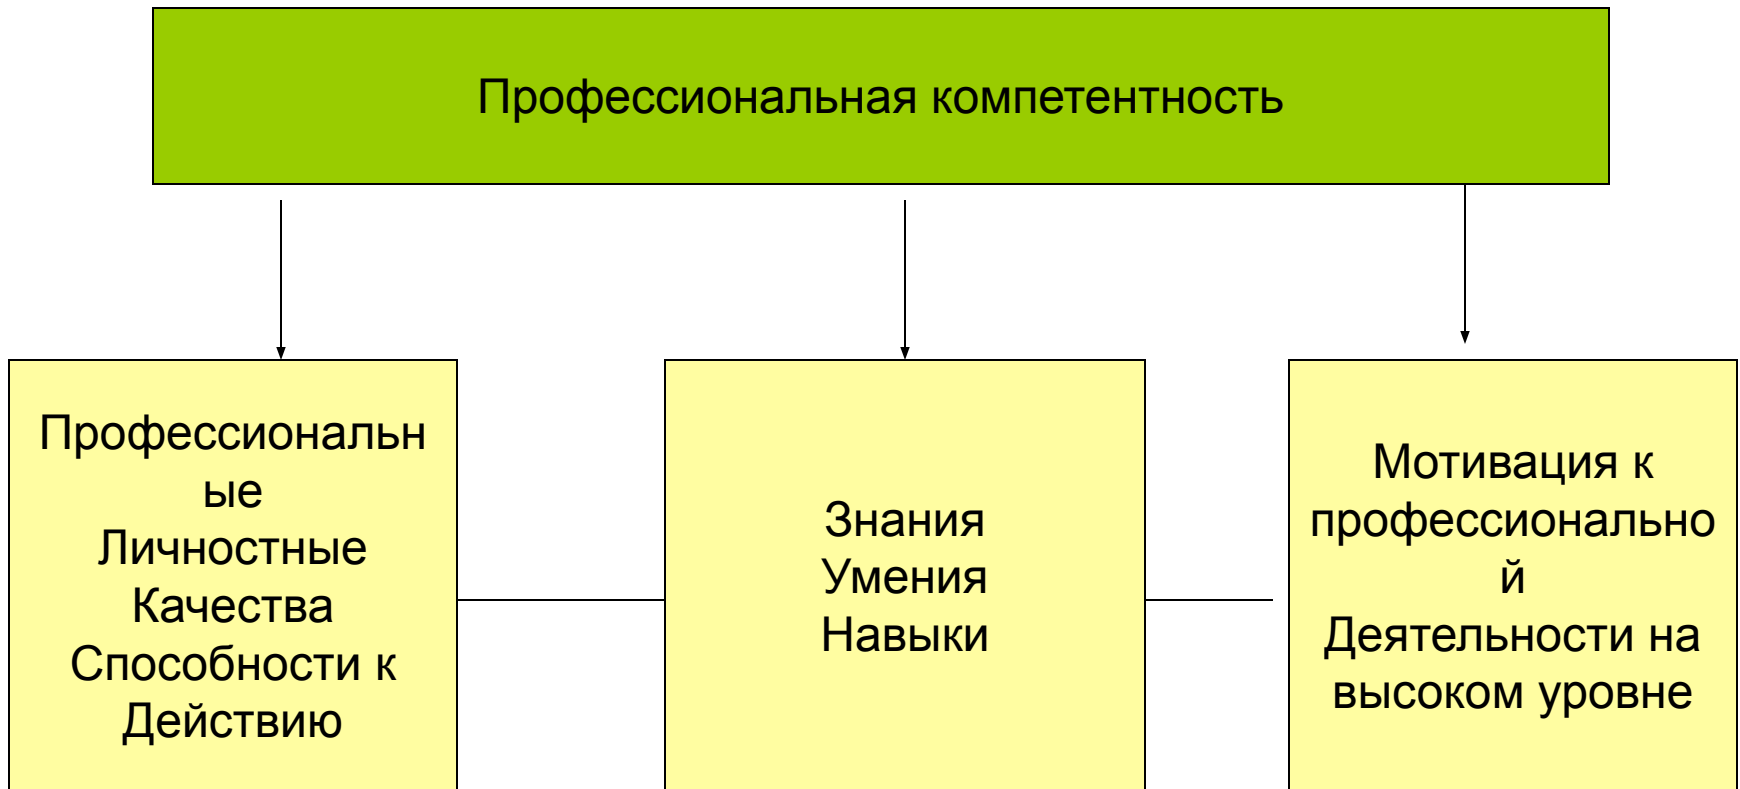 Профессиональная компетентность
Профессиональн
ые
Личностные
Качества
Способности к
Действию
Знания
Умения
Навыки
Мотивация к
профессионально
й
Деятельности на
высоком уровне